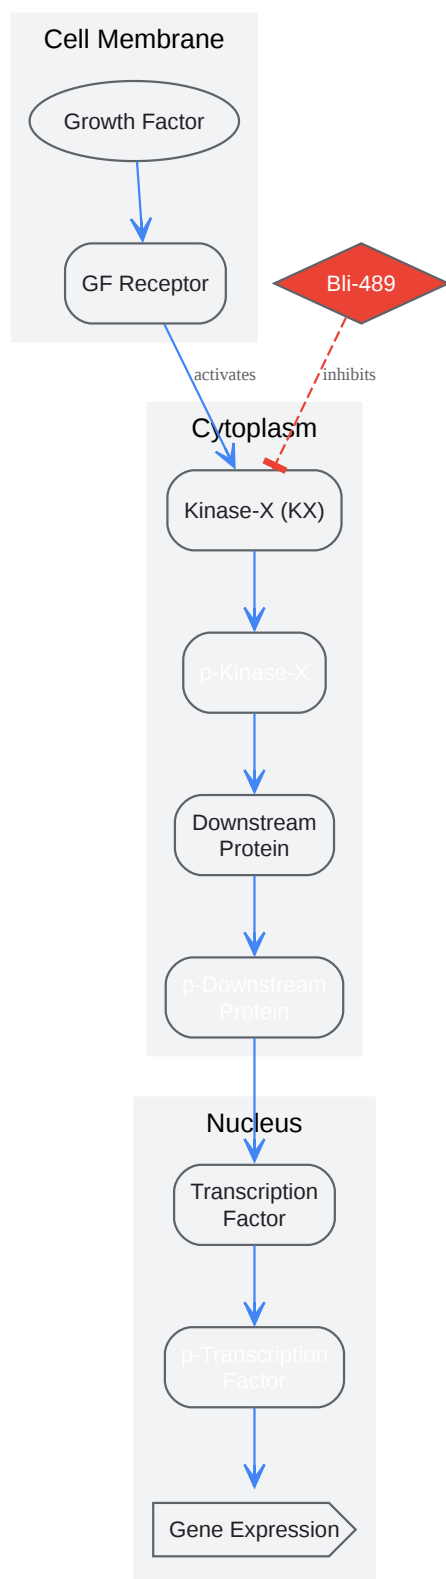 Cell Membrane
Growth Factor
GF Receptor
Bli-489
activates
inhibits
Cytoplasm
Kinase-X (KX)
p-Kinase-X
Downstream
Protein
p-Downstream
Protein
Nucleus
Transcription
Factor
p-Transcription
Factor
Gene Expression